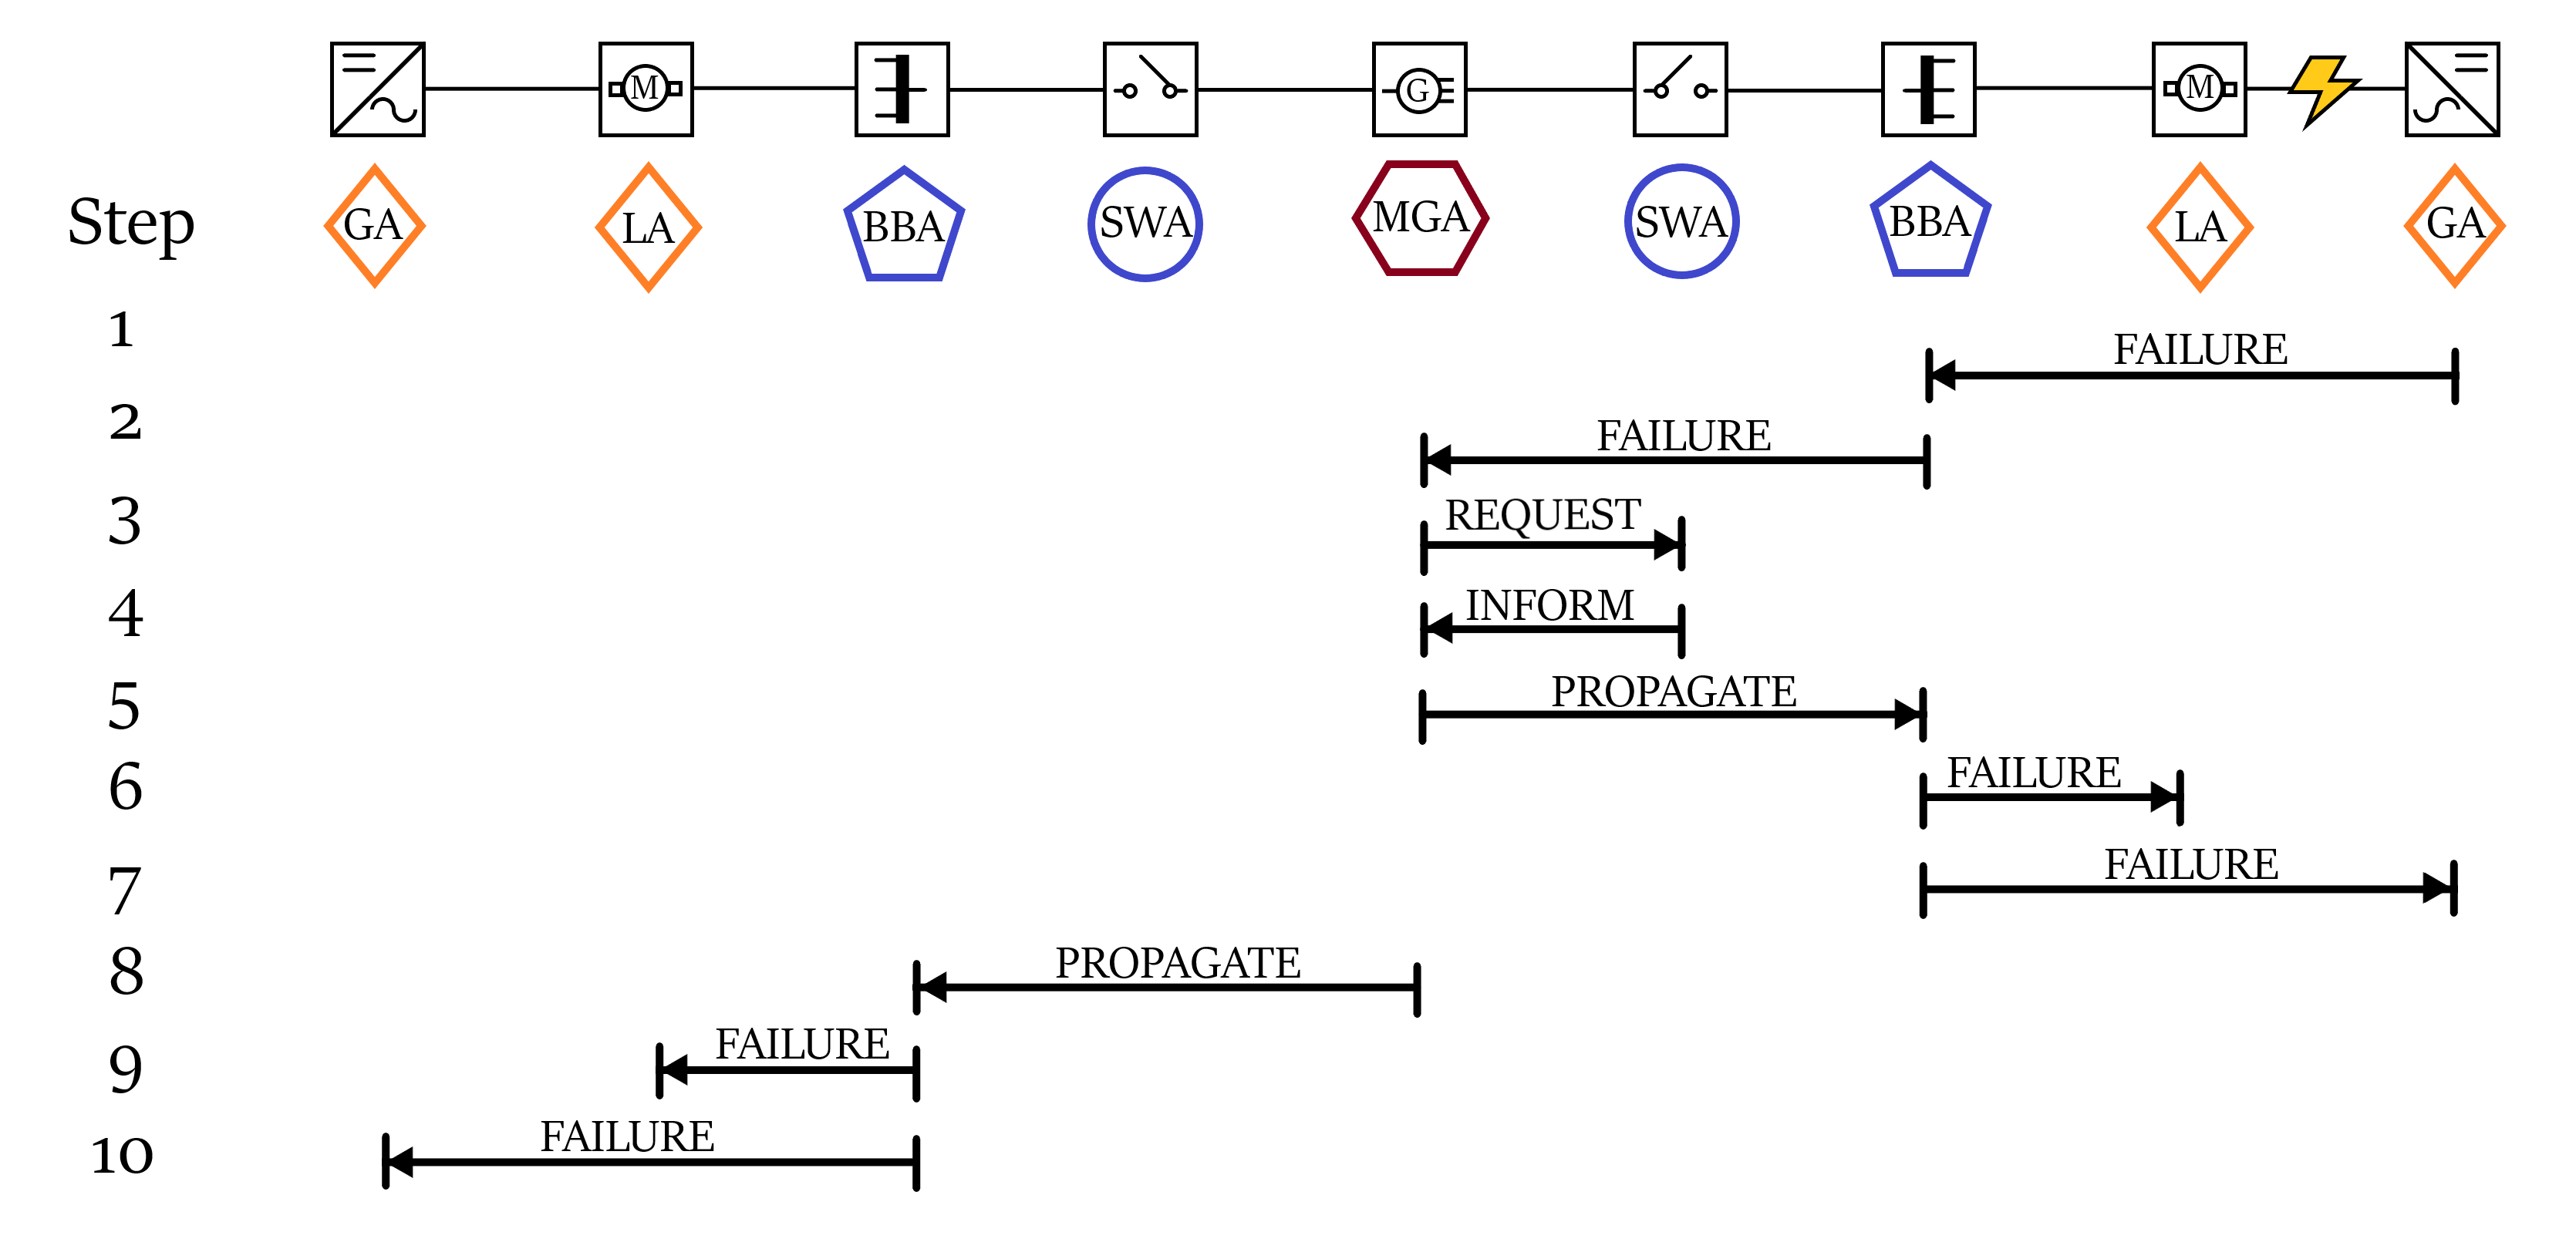 M
G
M
Step GA LA BBA SWA MGA SWA BBA LA GA
1
FAILURE
2
FAILURE
3
REQUEST
4
INFORM
5
PROPAGATE
6
FAILURE
7
FAILURE
8
PROPAGATE
9
FAILURE
10
FAILURE